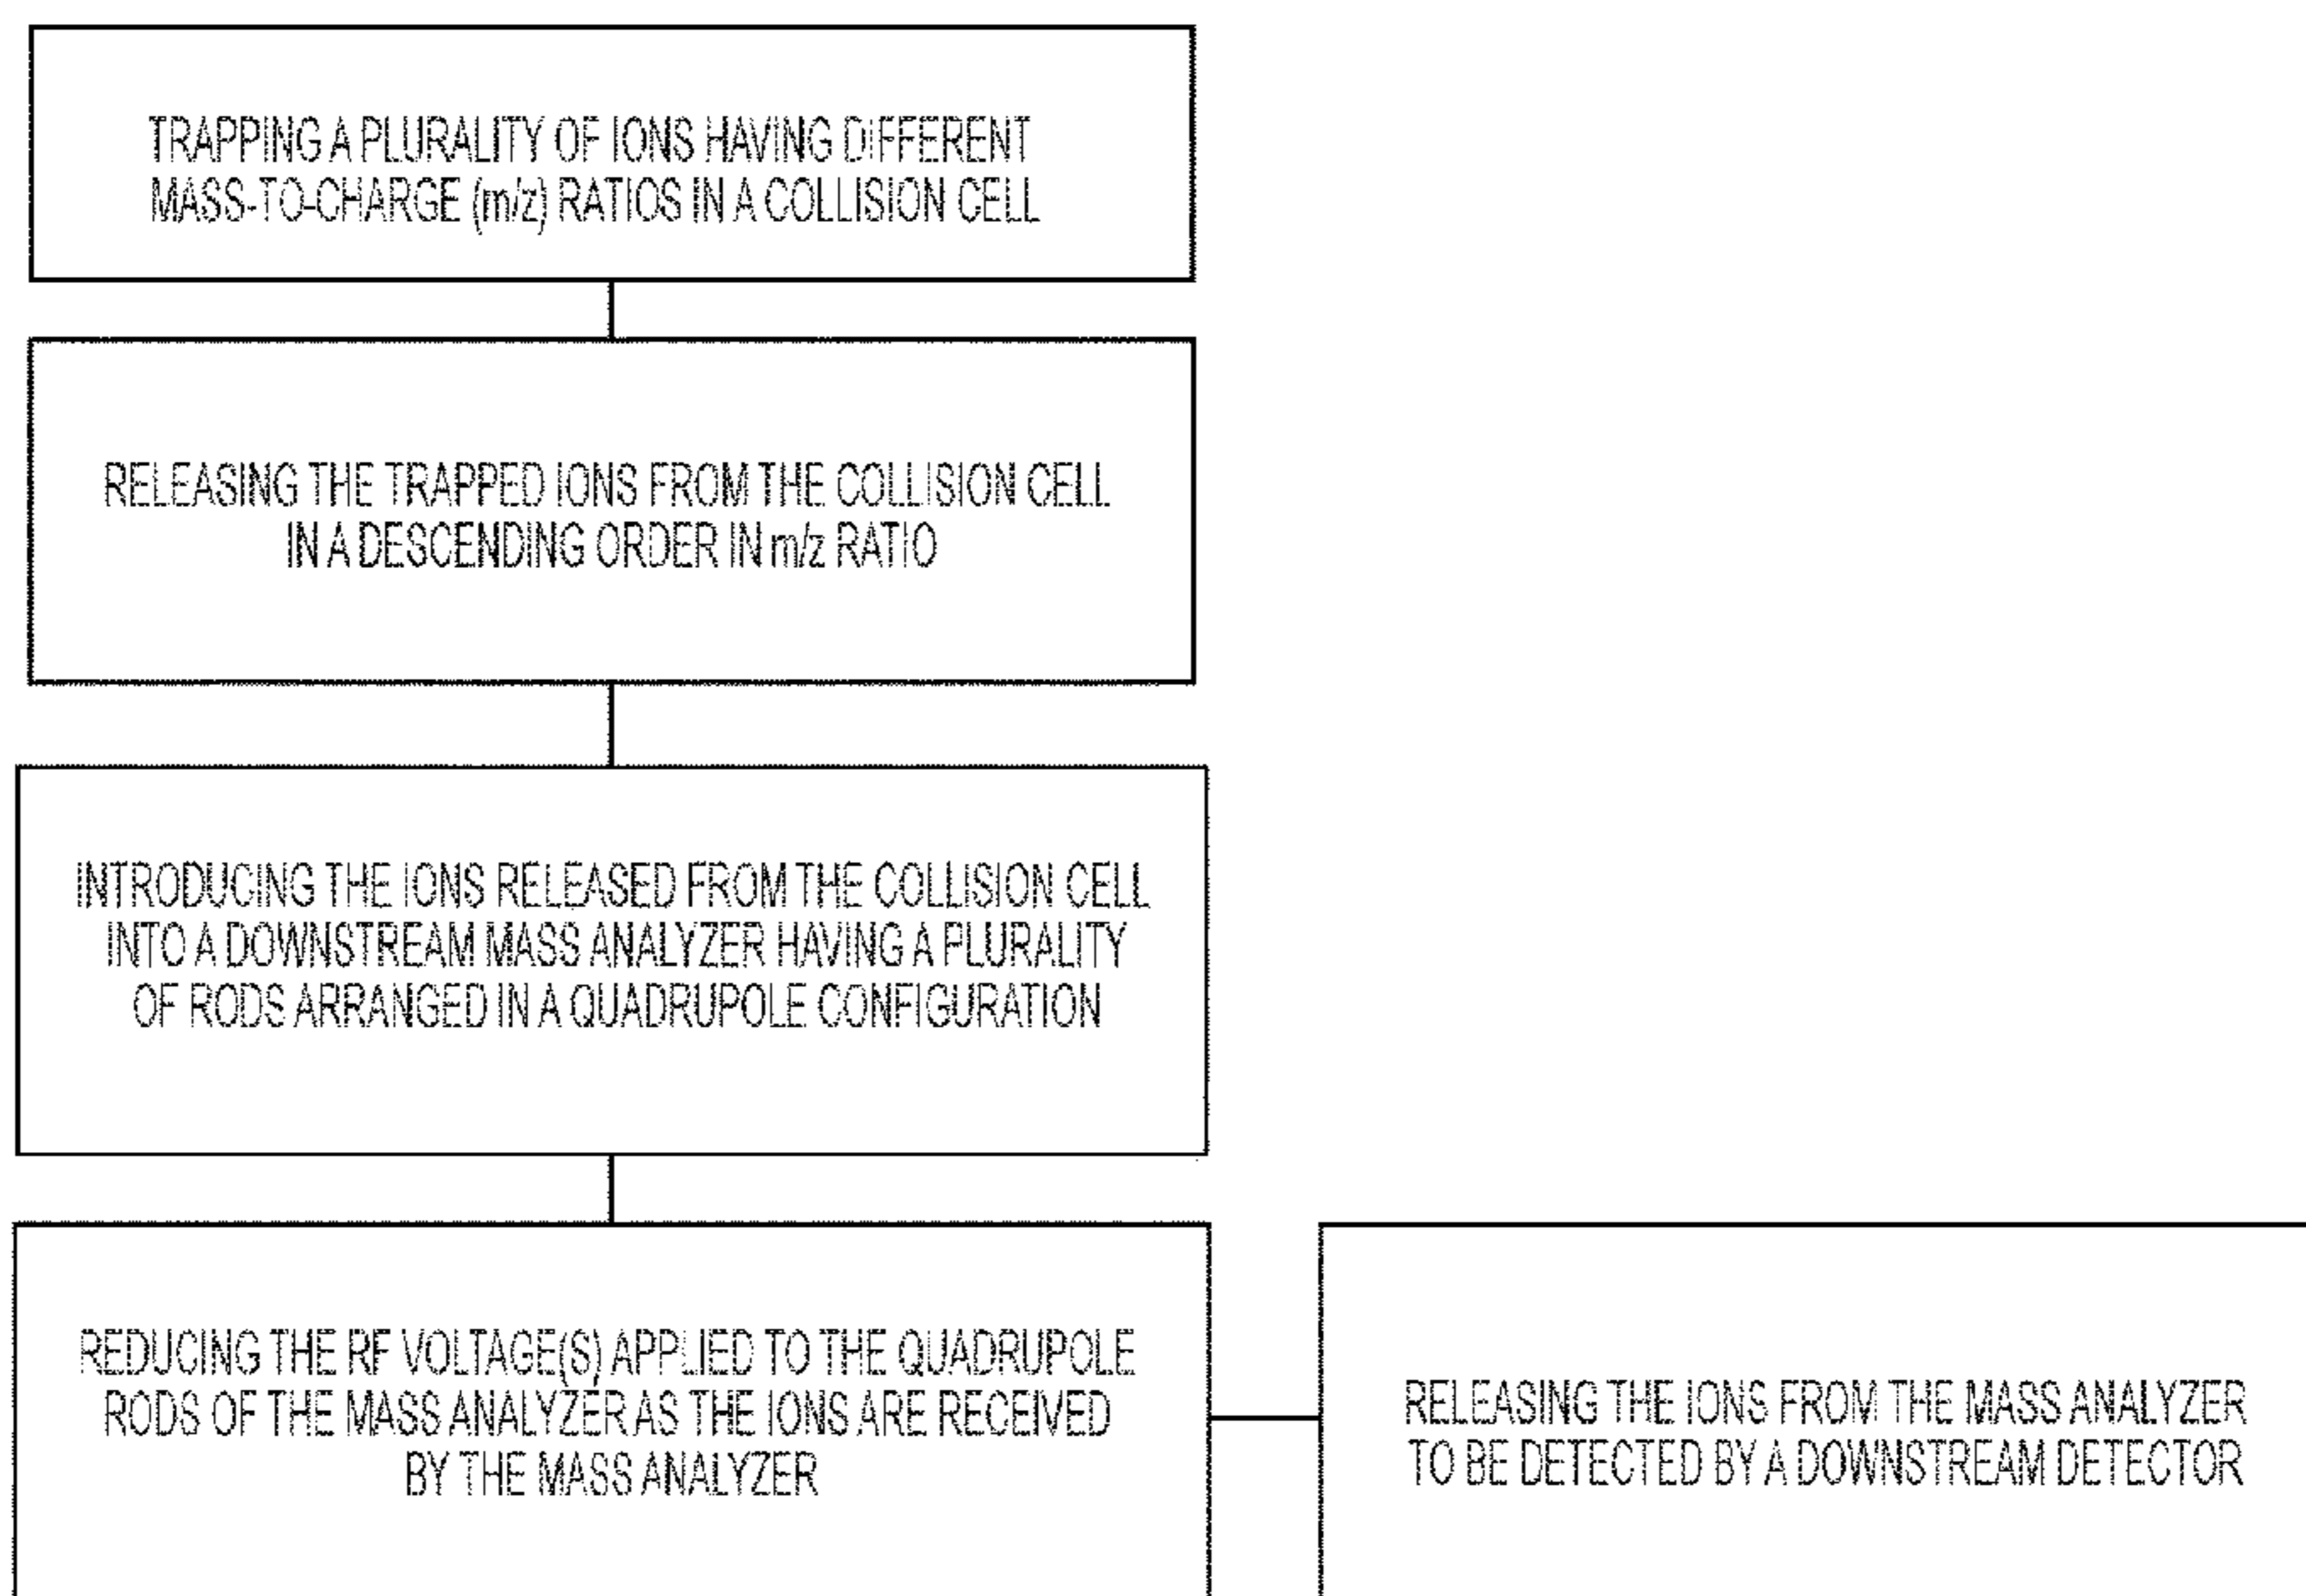 TRAPPING A PLURALITY OF IONS HAVING DIFFERENT
MASS-TO-CHARGE (m/z) RATIOS IN A COLLISION CELL
RELEASING THE TRAPPED IONS FROM THE COLLISION CELL
IN A DESCENDING ORDER IN m/z RATIO
INTRODUCING THE IONS RELEASED FROM THE COLLISION CELL
INTO A DOWNSTREAM MASS ANALYZER HAVING A PLURALITY
OF RODS ARRANGED IN A QUADRUPOLE CONFIGURATION
REDUCING THE RF VOLTAGE(S) APPLIED TO THE QUADRUPOLE
RODS OF THE MASS ANALYZER AS THE IONS ARE RECEIVED
BY THE MASS ANALYZER
RELEASING THE IONS FROM THE MASS ANALYZER
TO BE DETECTED BY A DOWNSTREAM DETECTOR